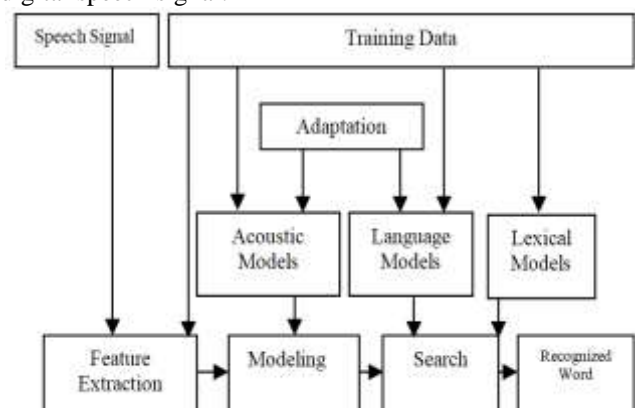 Speech Signal
Training Data
Adaptation
Acoustic
Models
Language
Models
Lexical
Models
Feature
Extraction
Modeling
Search
Recognized
Word